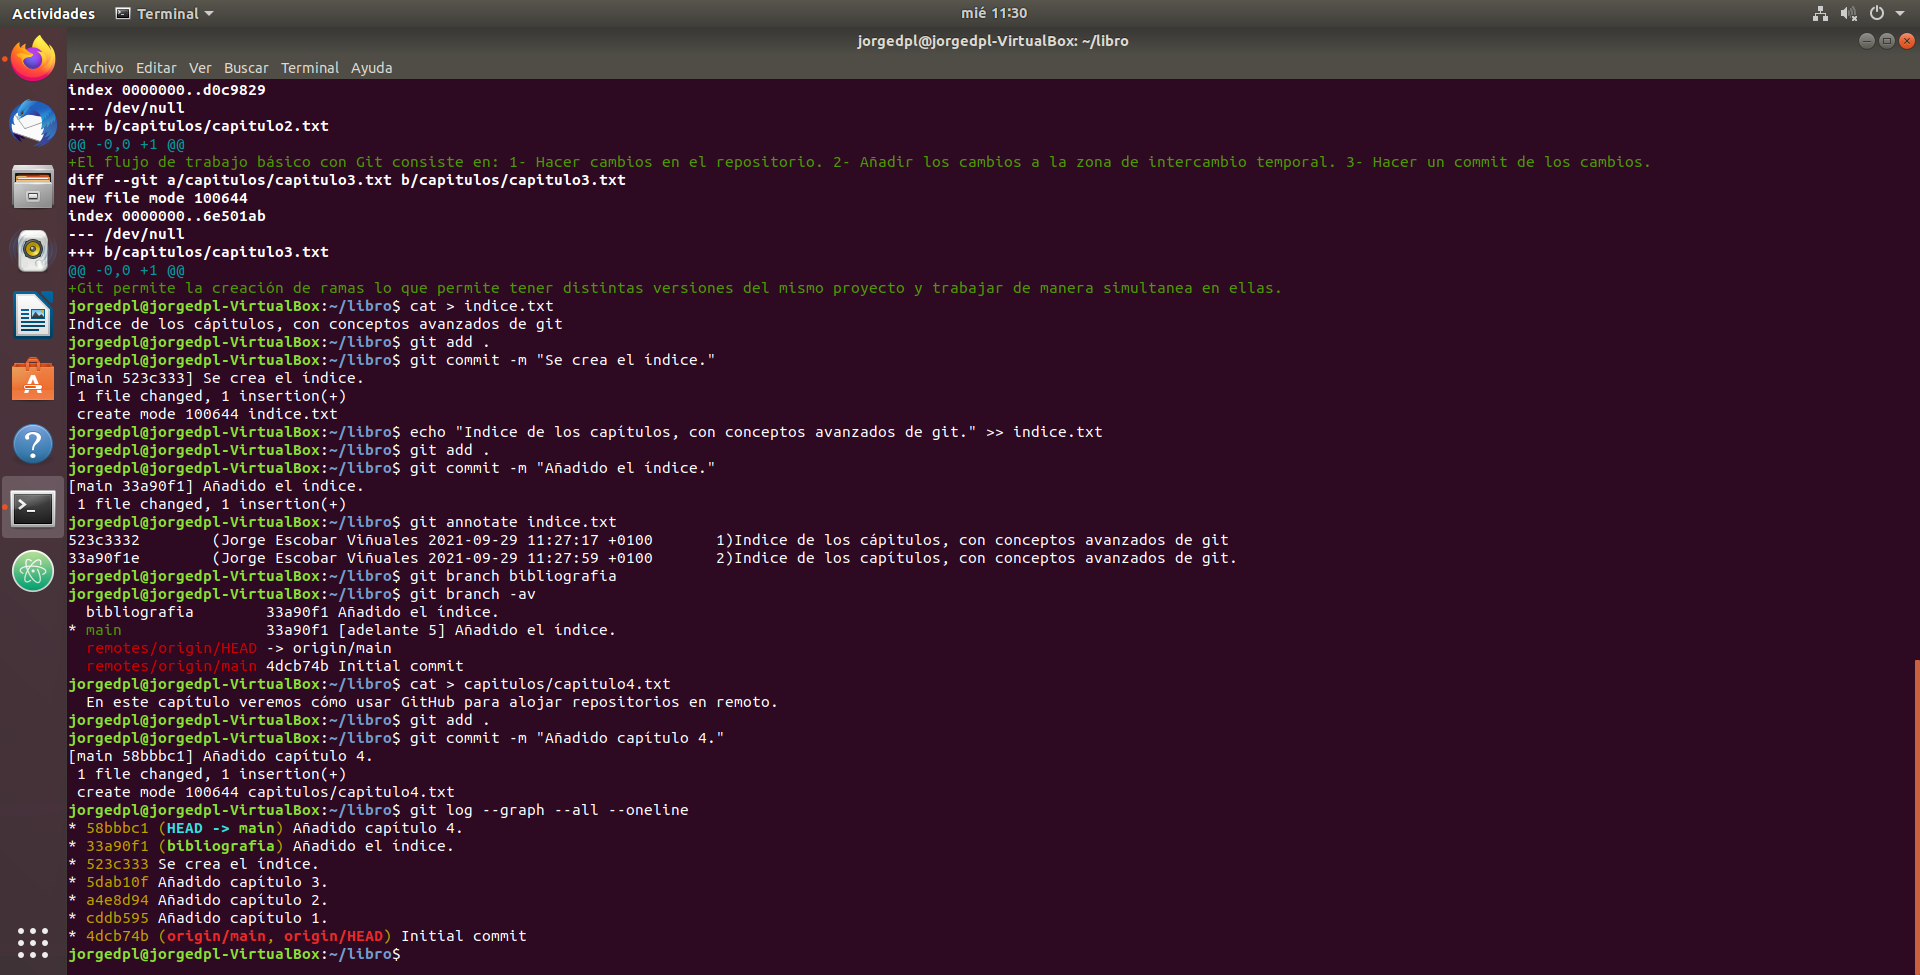 Actividades Terminal mié 11:30
jorgedpl@jorgedpl-VirtualBox: ~/libro
Archivo Editar Ver Buscar Terminal Ayuda
index 0000000..d0c9829
--- /dev/null
+++ b/capitulos/capitulo2.txt
@@ -0,0 +1 @@
+El flujo de trabajo básico con Git consiste en: 1- Hacer cambios en el repositorio. 2- Añadir los cambios a la zona de intercambio temporal. 3- Hacer un commit de los cambios.
diff --git a/capitulos/capitulo3.txt b/capitulos/capitulo3.txt
new file mode 100644
index 0000000..6e501ab
--- /dev/null
+++ b/capitulos/capitulo3.txt
@@ -0,0 +1 @@
+Git permite la creación de ramas lo que permite tener distintas versiones del mismo proyecto y trabajar de manera simultanea en ellas.
jorgedpl@jorgedpl-VirtualBox:~/libro$ cat > indice.txt
Indice de los cápitulos, con conceptos avanzados de git
jorgedpl@jorgedpl-VirtualBox:~/libro$ git add .
jorgedpl@jorgedpl-VirtualBox:~/libro$ git commit -m "Se crea el índice."
[main 523c333] Se crea el índice.
 1 file changed, 1 insertion(+)
 create mode 100644 indice.txt
jorgedpl@jorgedpl-VirtualBox:~/libro$ echo "Indice de los capítulos, con conceptos avanzados de git." >> indice.txt
jorgedpl@jorgedpl-VirtualBox:~/libro$ git add .
jorgedpl@jorgedpl-VirtualBox:~/libro$ git commit -m "Añadido el índice."
[main 33a90f1] Añadido el índice.
 1 file changed, 1 insertion(+)
jorgedpl@jorgedpl-VirtualBox:~/libro$ git annotate indice.txt
523c3332        (Jorge Escobar Viñuales 2021-09-29 11:27:17 +0100       1)Indice de los cápitulos, con conceptos avanzados de git
33a90f1e        (Jorge Escobar Viñuales 2021-09-29 11:27:59 +0100       2)Indice de los capítulos, con conceptos avanzados de git.
jorgedpl@jorgedpl-VirtualBox:~/libro$ git branch bibliografia
jorgedpl@jorgedpl-VirtualBox:~/libro$ git branch -av
  bibliografia        33a90f1 Añadido el índice.
* main                33a90f1 [adelante 5] Añadido el índice.
  remotes/origin/HEAD -> origin/main
  remotes/origin/main 4dcb74b Initial commit
jorgedpl@jorgedpl-VirtualBox:~/libro$ cat > capitulos/capitulo4.txt
  En este capítulo veremos cómo usar GitHub para alojar repositorios en remoto.
jorgedpl@jorgedpl-VirtualBox:~/libro$ git add .
jorgedpl@jorgedpl-VirtualBox:~/libro$ git commit -m "Añadido capítulo 4."
[main 58bbbc1] Añadido capítulo 4.
 1 file changed, 1 insertion(+)
 create mode 100644 capitulos/capitulo4.txt
jorgedpl@jorgedpl-VirtualBox:~/libro$ git log --graph --all --oneline
* 58bbbc1 (HEAD -> main) Añadido capítulo 4.
* 33a90f1 (bibliografia) Añadido el índice.
* 523c333 Se crea el índice.
* 5dab10f Añadido capítulo 3.
* a4e8d94 Añadido capítulo 2.
* cddb595 Añadido capítulo 1.
* 4dcb74b (origin/main, origin/HEAD) Initial commit
jorgedpl@jorgedpl-VirtualBox:~/libro$